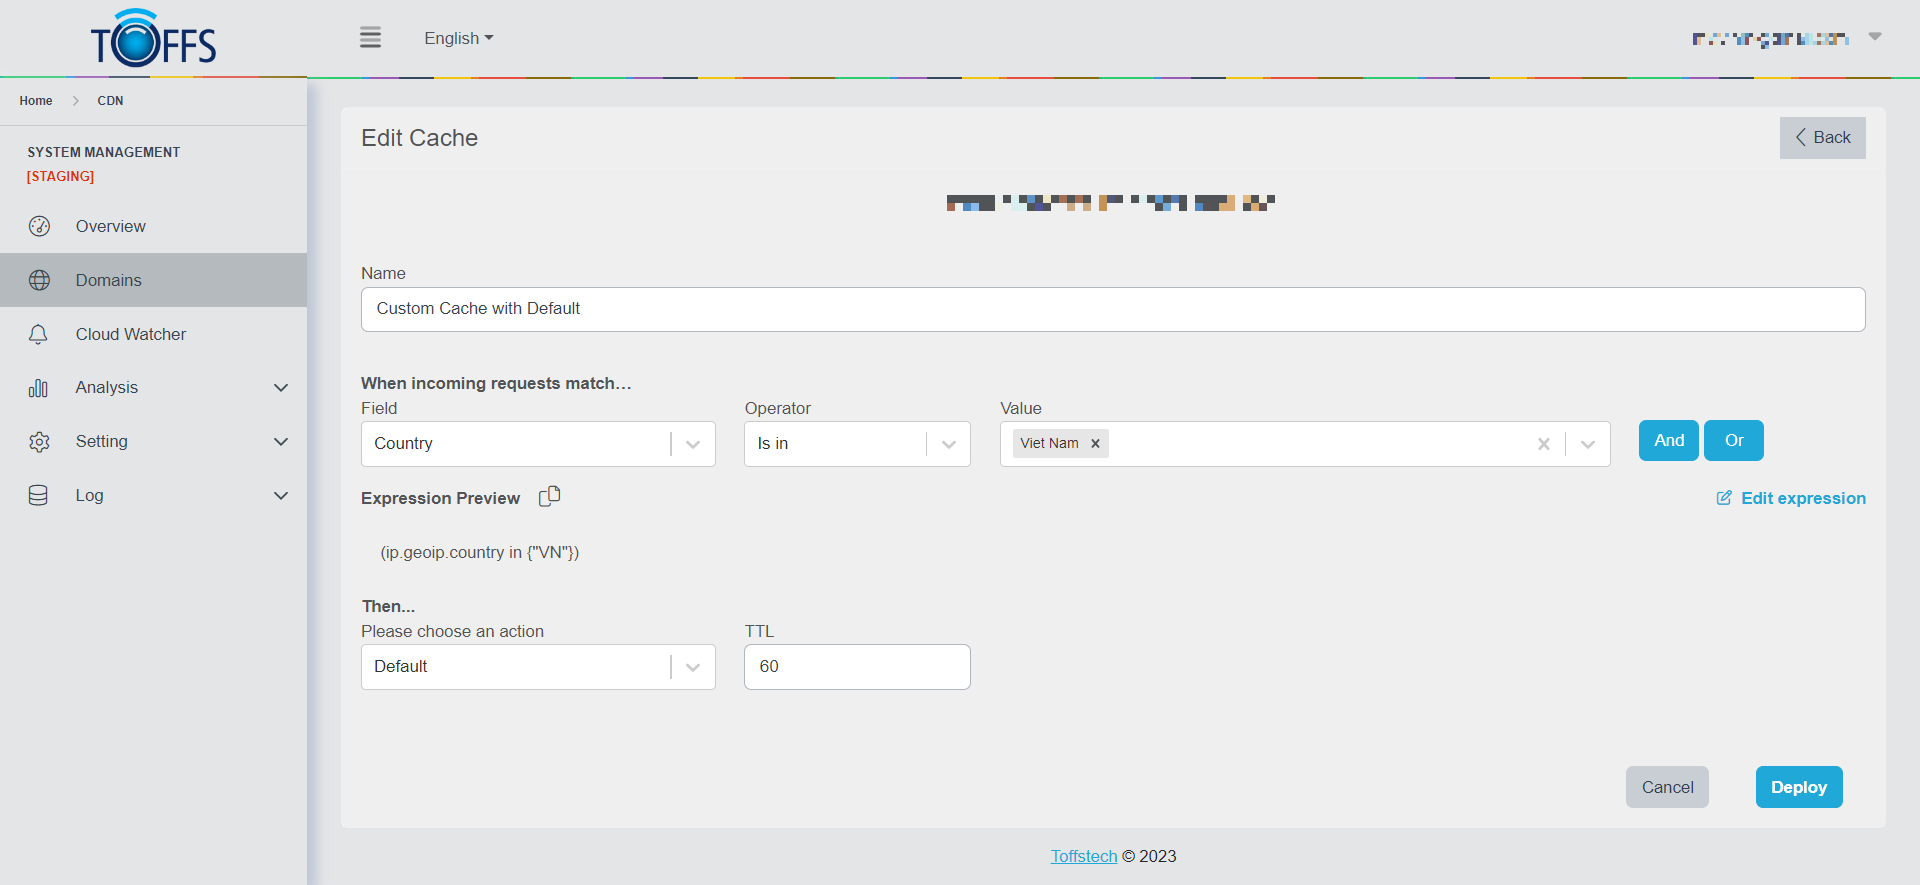 TOFFS
English
Home > CDN
SYSTEM MANAGEMENT
[STAGING]
Overview
Domains
Cloud Watcher
Analysis
Setting
Log
Edit Cache
Back
Name
Custom Cache with Default
When incoming requests match…
Field Operator Value
Country Is in Viet Nam × And Or
Expression Preview Edit expression
(ip.geoip.country in {"VN"})
Then...
Please choose an action TTL
Default 60
Cancel Deploy
Toffstech © 2023